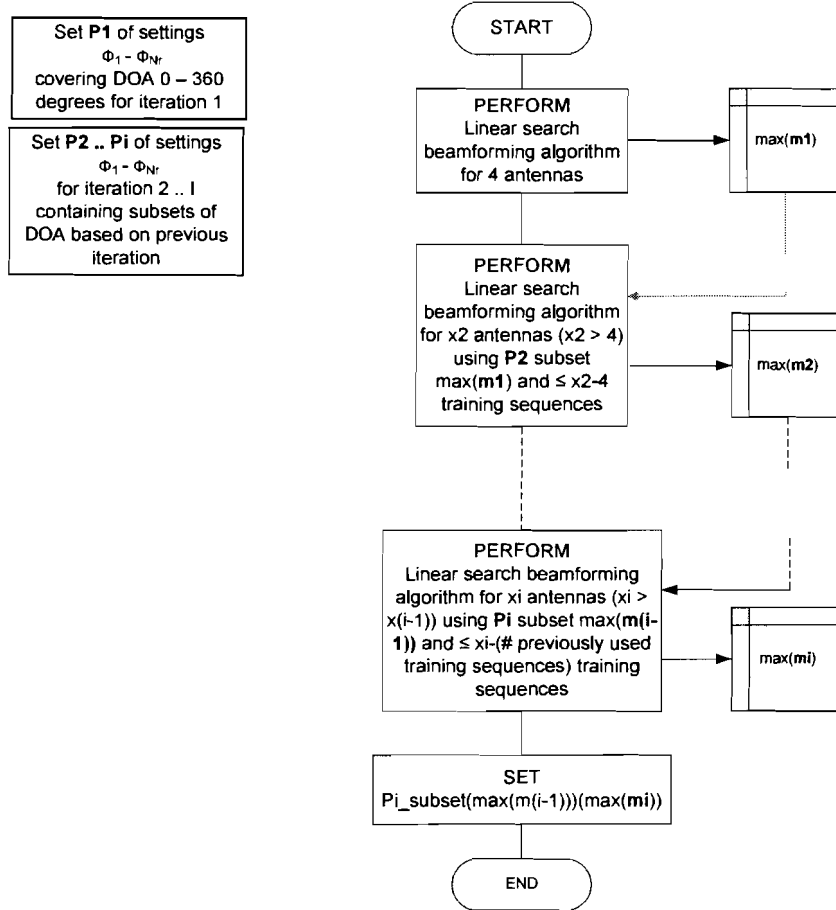 Set P1 of settings
Φ1 - ΦNr
covering DOA 0 – 360
degrees for iteration 1
Set P2 .. Pi of settings
Φ1 - ΦNr
for iteration 2 .. I
containing subsets of
DOA based on previous
iteration
START
PERFORM
Linear search
beamforming algorithm
for 4 antennas
max(m1)
PERFORM
Linear search
beamforming algorithm
for x2 antennas (x2 > 4)
using P2 subset
max(m1) and ≤ x2-4
training sequences
max(m2)
PERFORM
Linear search beamforming
algorithm for xi antennas (xi >
x(i-1)) using Pi subset max(m(i-
1)) and ≤ xi-(# previously used
training sequences) training
sequences
max(mi)
SET
Pi_subset(max(m(i-1)))(max(mi))
END